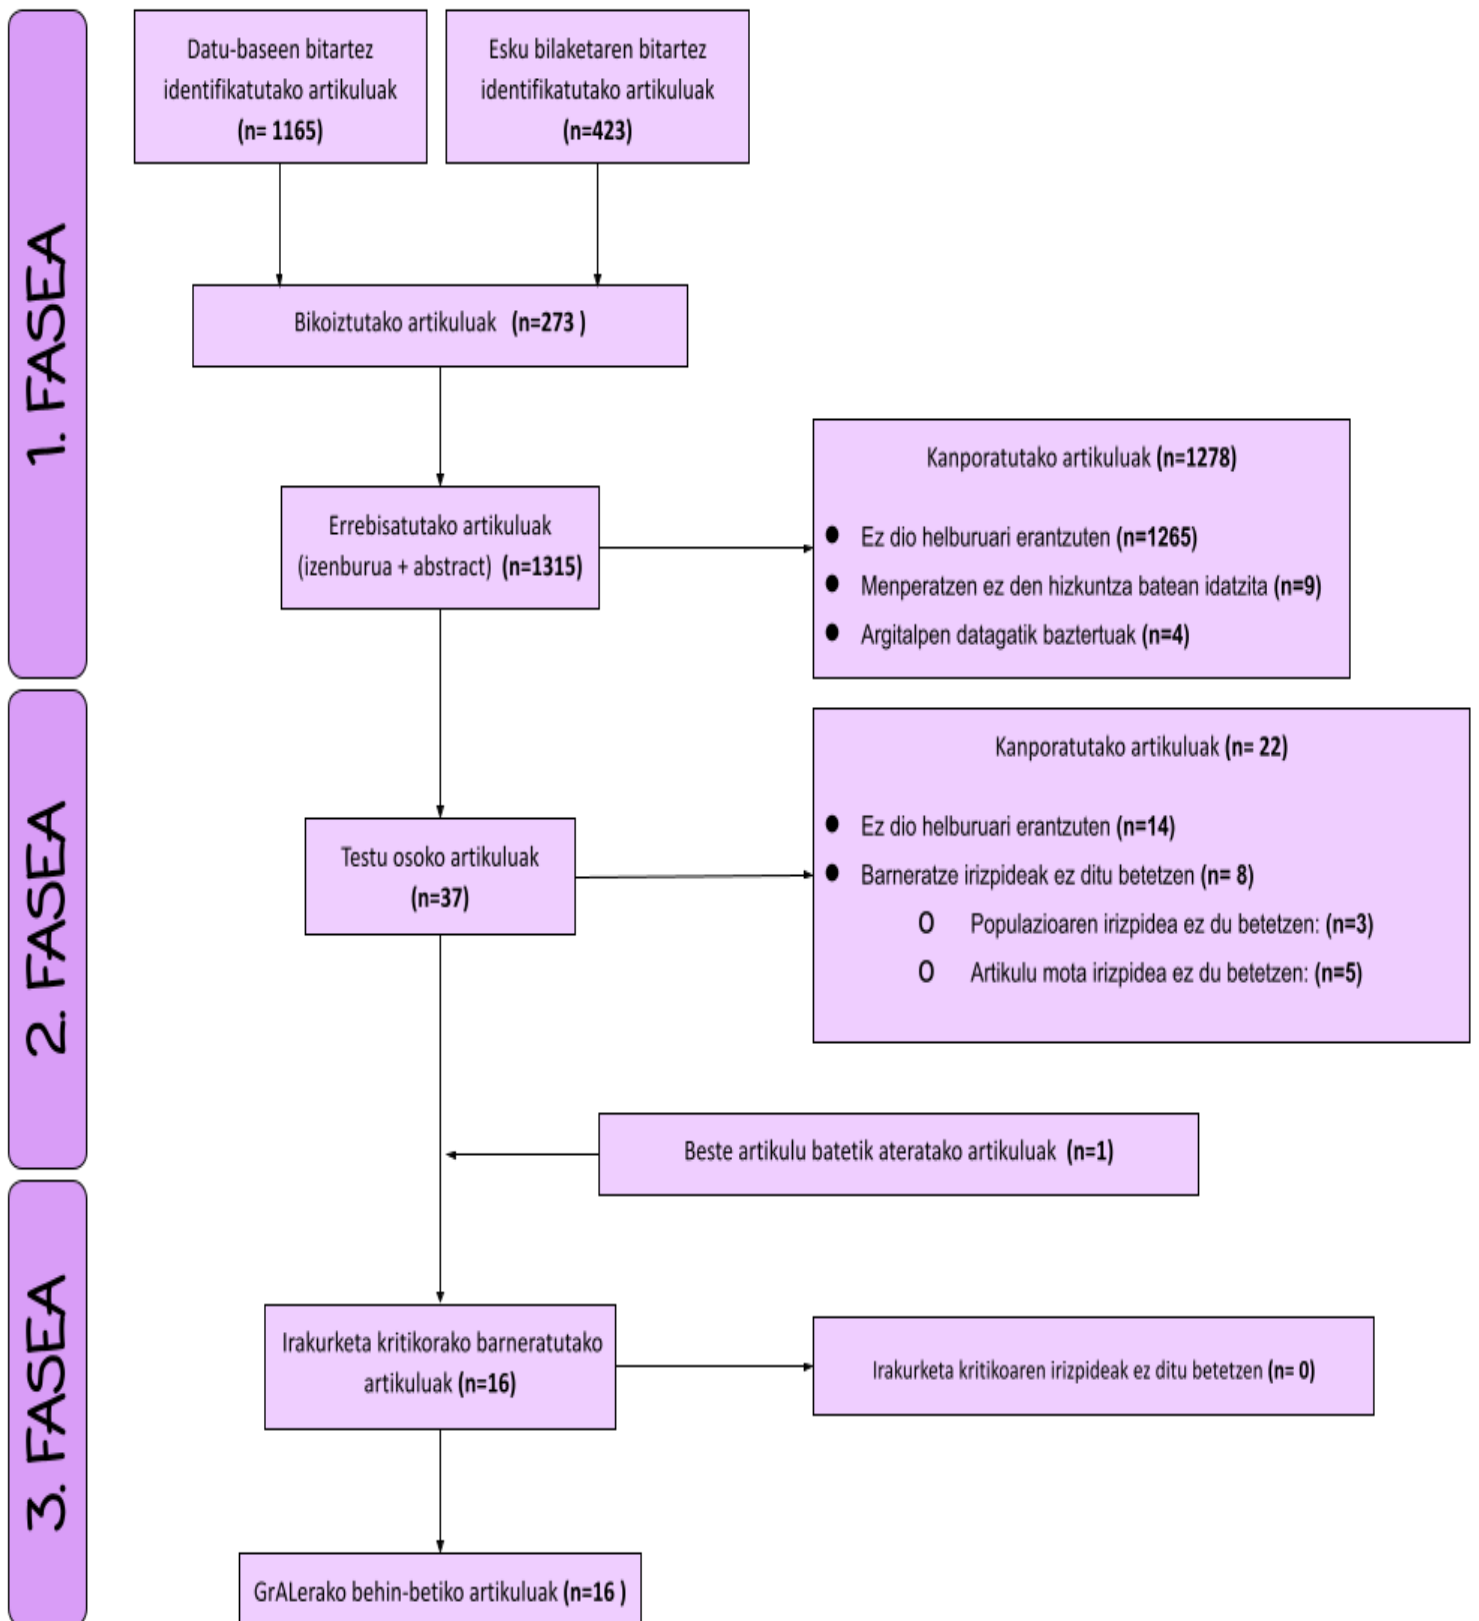 1. FASEA
Datu-baseen bitartez
identifikatutako artikuluak
(n= 1165)
Esku bilaketaren bitartez
identifikatutako artikuluak
(n=423)
Bikoiztutako artikuluak (n=273 )
Errebisatutako artikuluak
(izenburua + abstract) (n=1315)
Kanporatutako artikuluak (n=1278)
● Ez dio helburuari erantzuten (n=1265)
● Menperatzen ez den hizkuntza batean idatzita (n=9)
● Argitalpen datagatik baztertuak (n=4)
2. FASEA
Testu osoko artikuluak
(n=37)
Kanporatutako artikuluak (n= 22)
● Ez dio helburuari erantzuten (n=14)
● Barneratze irizpideak ez ditu betetzen (n= 8)
O Populazioaren irizpidea ez du betetzen: (n=3)
O Artikulu mota irizpidea ez du betetzen: (n=5)
Beste artikulu batetik ateratako artikuluak (n=1)
3. FASEA
Irakurketa kritikorako barneratutako
artikuluak (n=16)
Irakurketa kritikoaren irizpideak ez ditu betetzen (n= 0)
GrALerako behin-betiko artikuluak (n=16 )